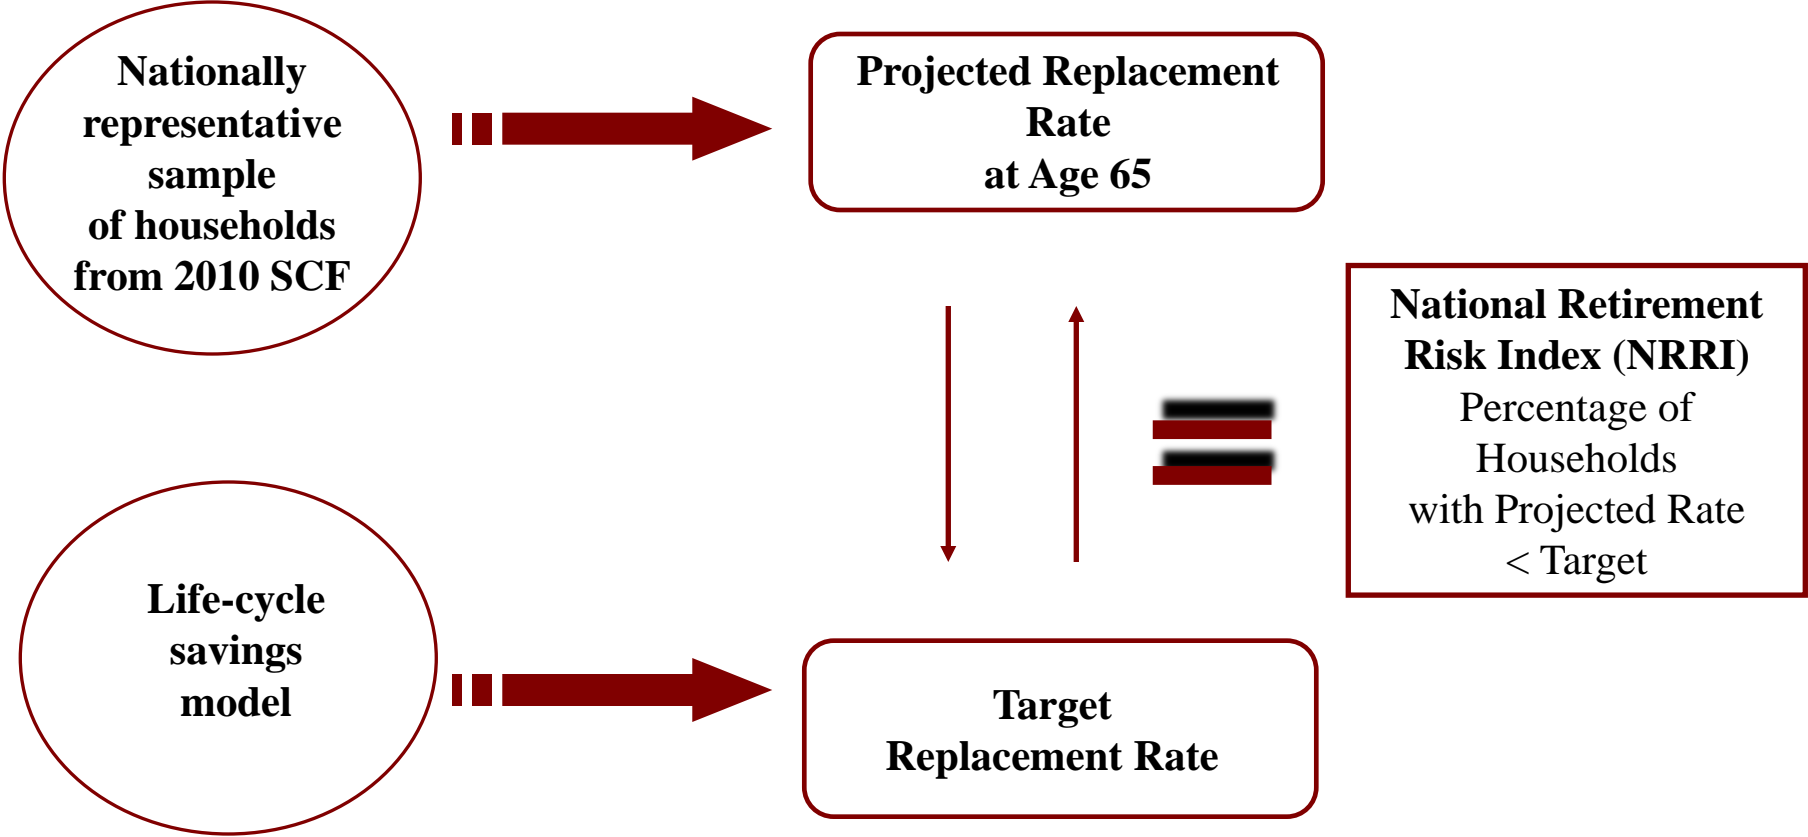 Nationally
representative
sample
of households
from 2010 SCF
Projected Replacement
Rate
at Age 65
National Retirement
Risk Index (NRRI)
Percentage of
Households
with Projected Rate
< Target
Life-cycle
savings
model
Target
Replacement Rate